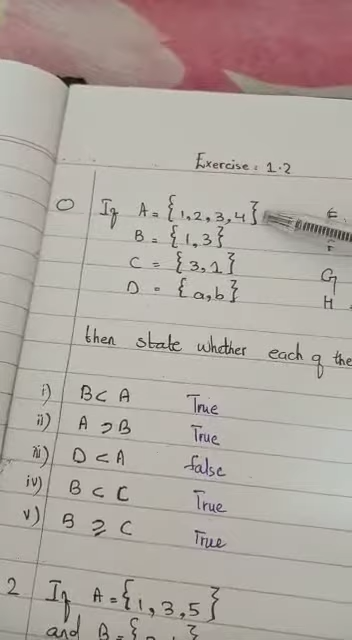 Exercise: 1.2
If A = {1,2,3,4}
B = {1,3}
C = {3,1}
D = {a,b}
G
H
then state whether each of the
i) B < A True
ii) A > B True
iii) D < A false
iv) B < C True
v) B ⩾ C True
2 If A = {1,3,5}
and B = {